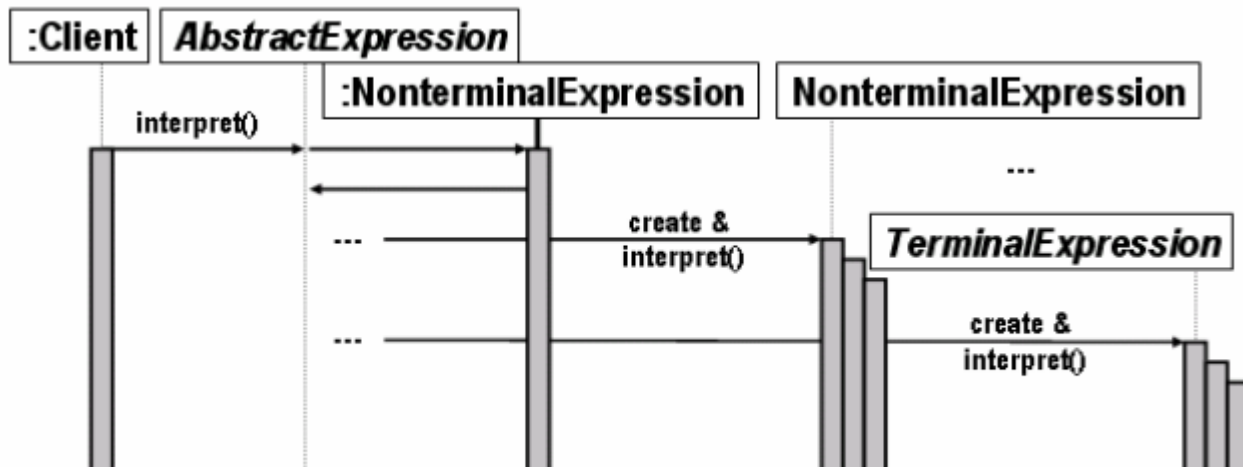 :Client
AbstractExpression
:NonterminalExpression
NonterminalExpression
interpret()
---
create &
---
interpret()
TerminalExpression
---
create &
interpret()